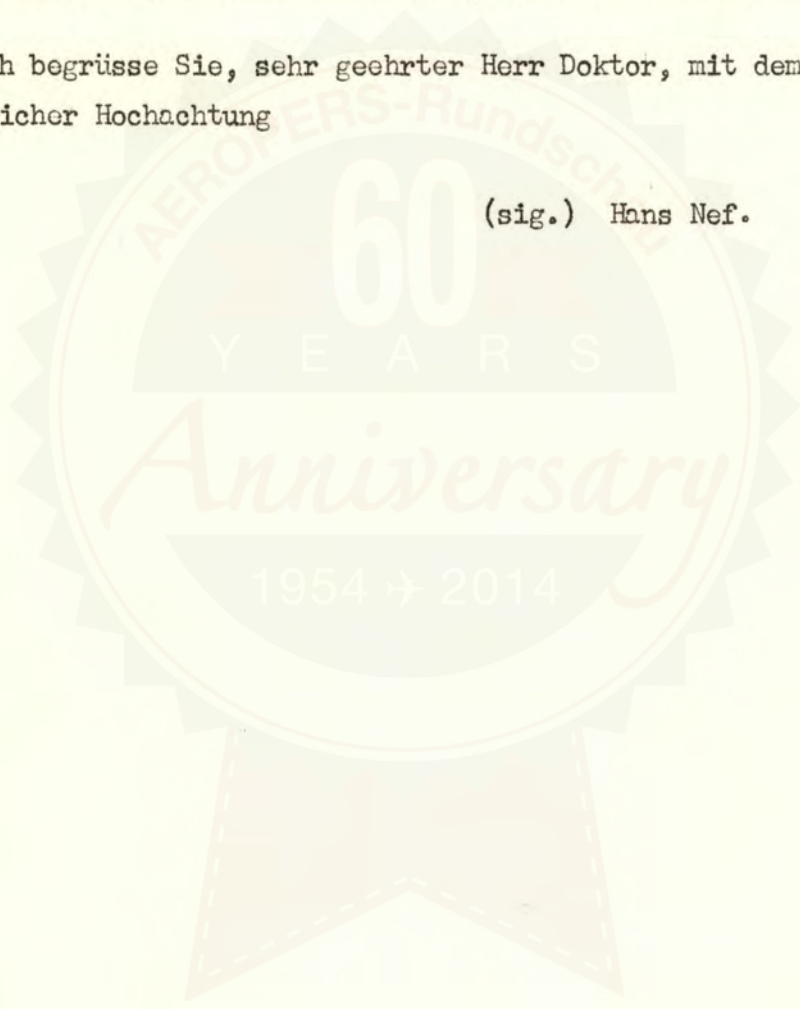 h begrüsse Sie, sehr geehrter Herr Doktor, mit dem
icher Hochachtung
(sig.) Hans Nef.
AEROPERS-Rundschau
60
YEARS
Anniversary
1954 ✈ 2014